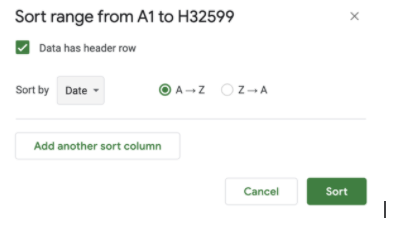 Sort range from A1 to H32599
Data has header row
Sort by Date A → Z Z → A
Add another sort column
Cancel Sort